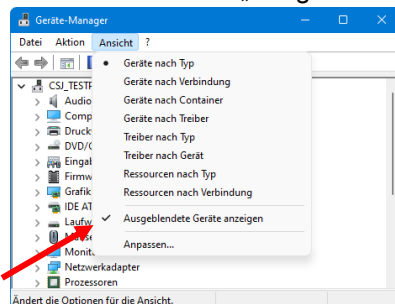 Geräte-Manager
Datei Aktion Ansicht ?
CSJ_TESTF
Geräte nach Typ
Geräte nach Verbindung
Geräte nach Container
Geräte nach Treiber
Treiber nach Typ
Treiber nach Gerät
Ressourcen nach Typ
Ressourcen nach Verbindung
Ausgeblendete Geräte anzeigen
Anpassen...
Audio
Comp
Druck
DVD/C
Eingal
Firmw
Grafik
IDE AT
Laufw
Monit
Netzwerkadapter
Prozessoren
Ändert die Optionen für die Ansicht.